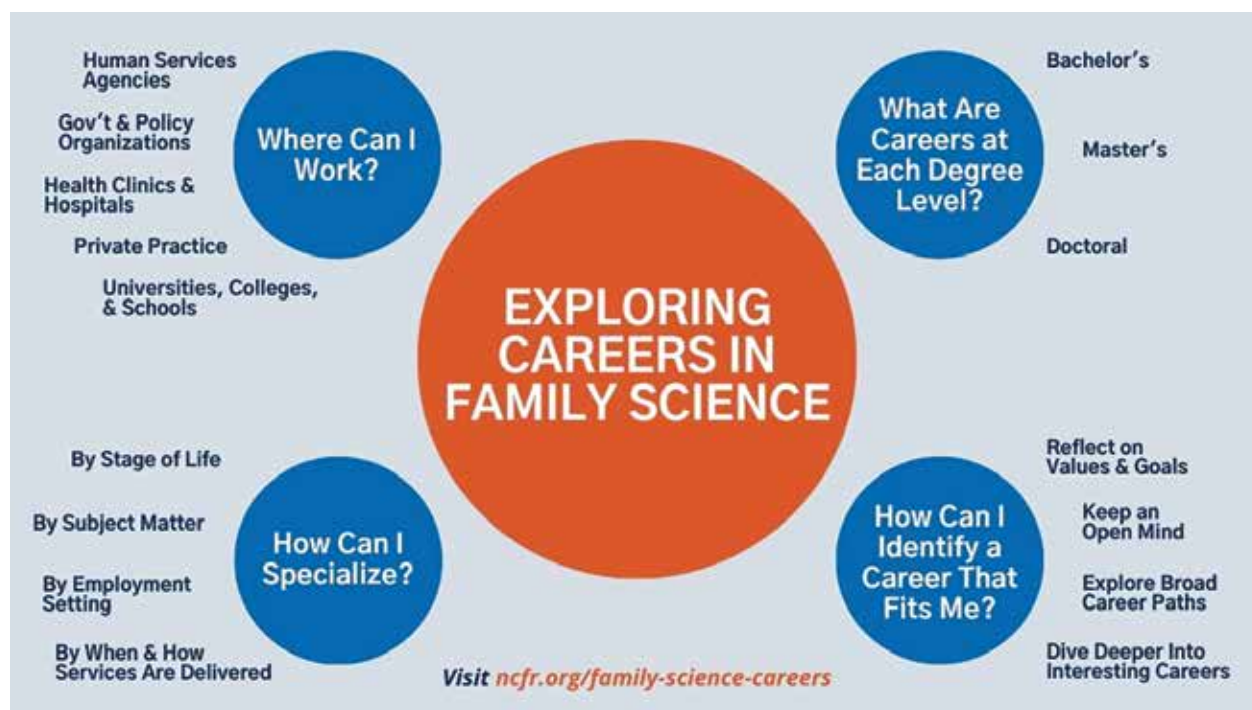 Human Services
Agencies
Gov't & Policy
Organizations
Health Clinics &
Hospitals
Private Practice
Universities, Colleges,
& Schools
Where Can I
Work?
What Are
Careers at
Each Degree
Level?
Bachelor's
Master's
Doctoral
EXPLORING
CAREERS IN
FAMILY SCIENCE
By Stage of Life
By Subject Matter
By Employment
Setting
By When & How
Services Are Delivered
How Can I
Specialize?
How Can I
Identify a
Career That
Fits Me?
Reflect on
Values & Goals
Keep an
Open Mind
Explore Broad
Career Paths
Dive Deeper Into
Interesting Careers
Visit ncfr.org/family-science-careers